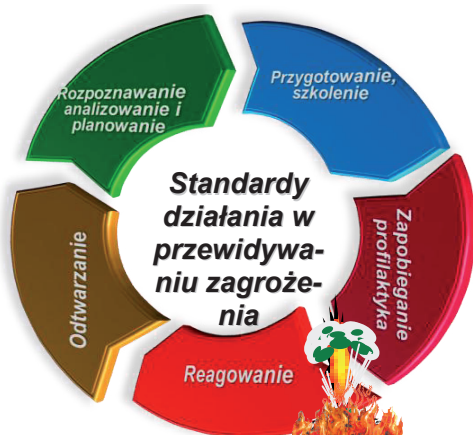 Rozpoznawanie
analizowanie i
planowanie
Przygotowanie,
szkolenie
Zapobieganie
profilaktyka
Reagowanie
Odtwarzanie
Standardy
działania w
przewidywa-
niu zagroże-
nia